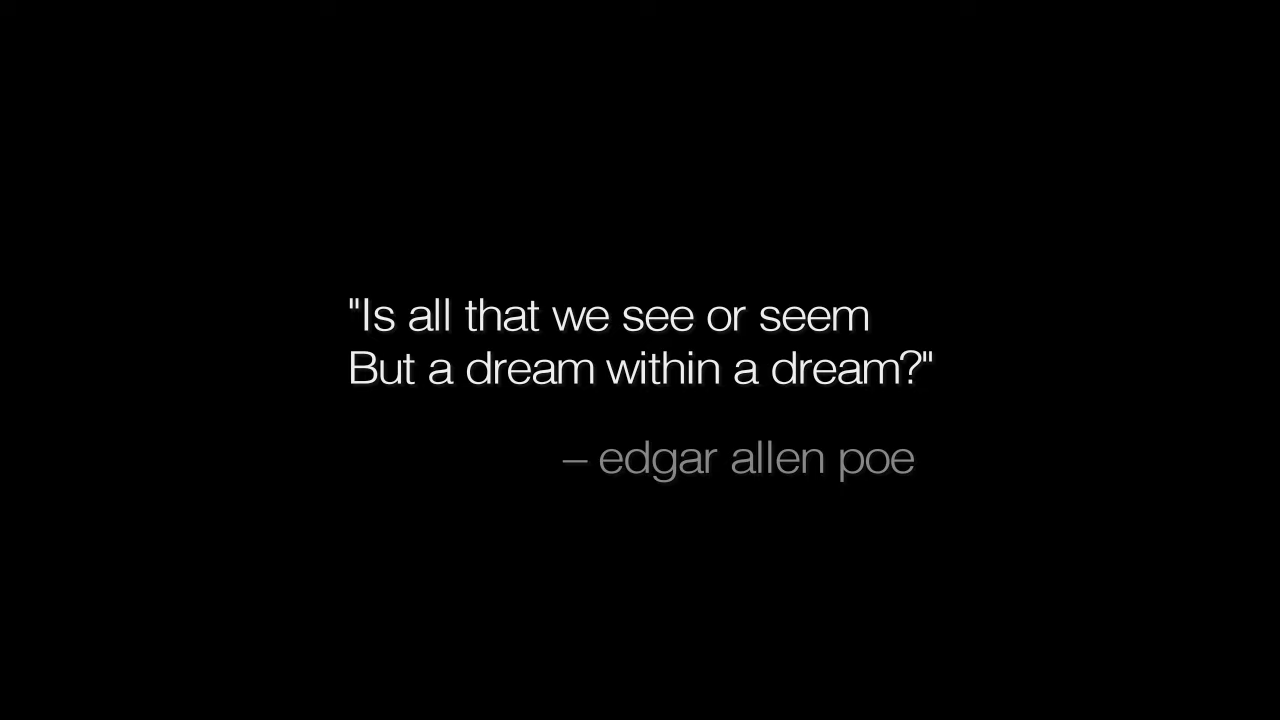 "Is all that we see or seem
But a dream within a dream?"
– edgar allen poe